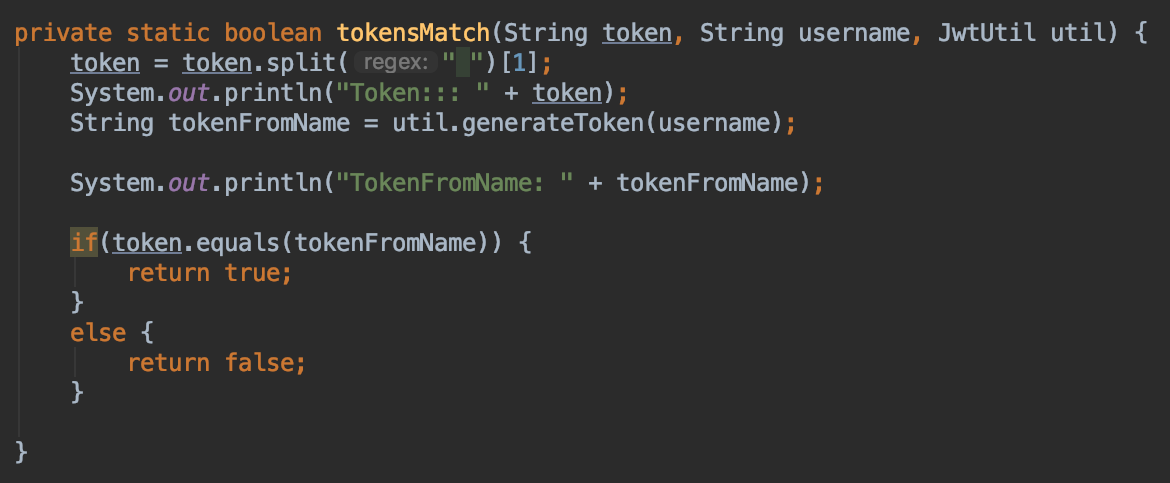 private static boolean tokensMatch(String token, String username, JwtUtil util) {
    token = token.split( regex: " ")[1];
    System.out.println("Token::: " + token);
    String tokenFromName = util.generateToken(username);
    System.out.println("TokenFromName: " + tokenFromName);
    if(token.equals(tokenFromName)) {
        return true;
    }
    else {
        return false;
    }
}